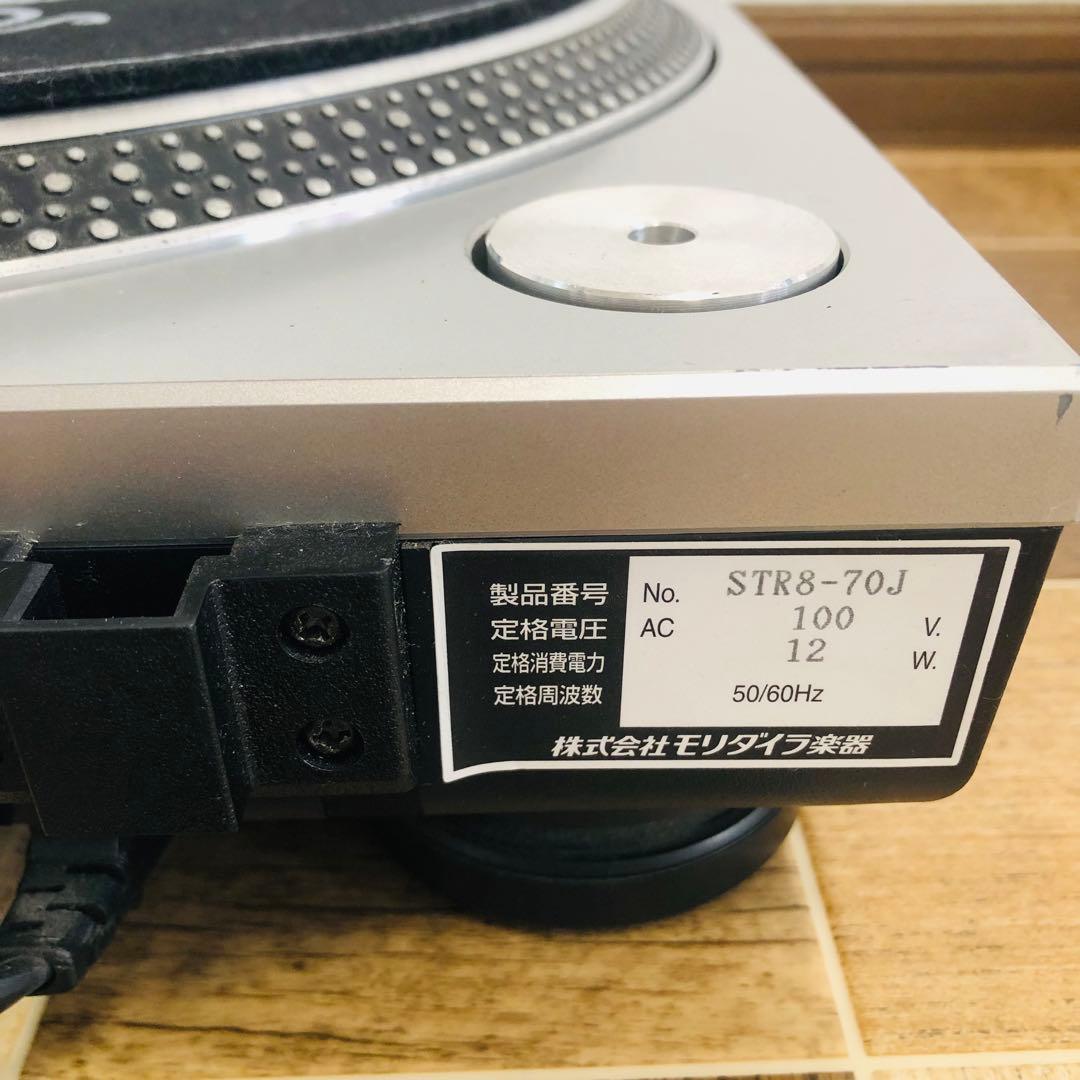 製品番号 No. STR8-70J
定格電圧 AC 100 V.
定格消費電力 12 W.
定格周波数 50/60Hz
株式会社モリダイラ楽器